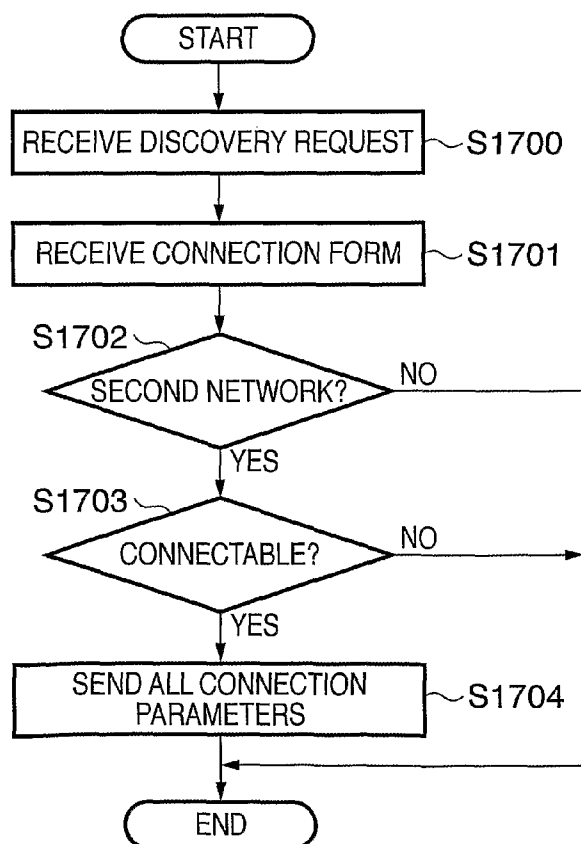 START
RECEIVE DISCOVERY REQUEST
S1700
RECEIVE CONNECTION FORM
S1701
S1702
SECOND NETWORK?
NO
YES
S1703
CONNECTABLE?
NO
YES
SEND ALL CONNECTION
PARAMETERS
S1704
END